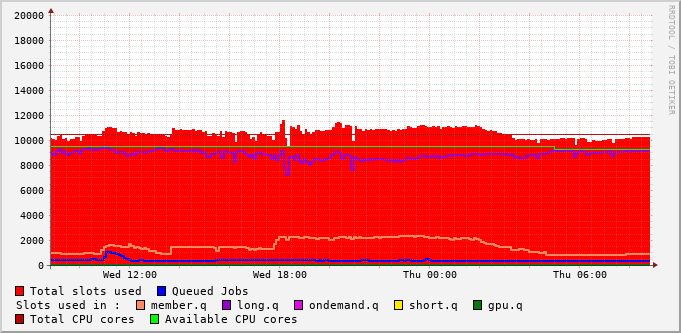 20000
18000
16000
14000
12000
10000
8000
6000
4000
2000
0
Wed 12:00 Wed 18:00 Thu 00:00 Thu 06:00
Total slots used Queued Jobs
Slots used in : member.q long.q ondemand.q short.q gpu.q
Total CPU cores Available CPU cores
RRDTOOL / TOBI OETIKER